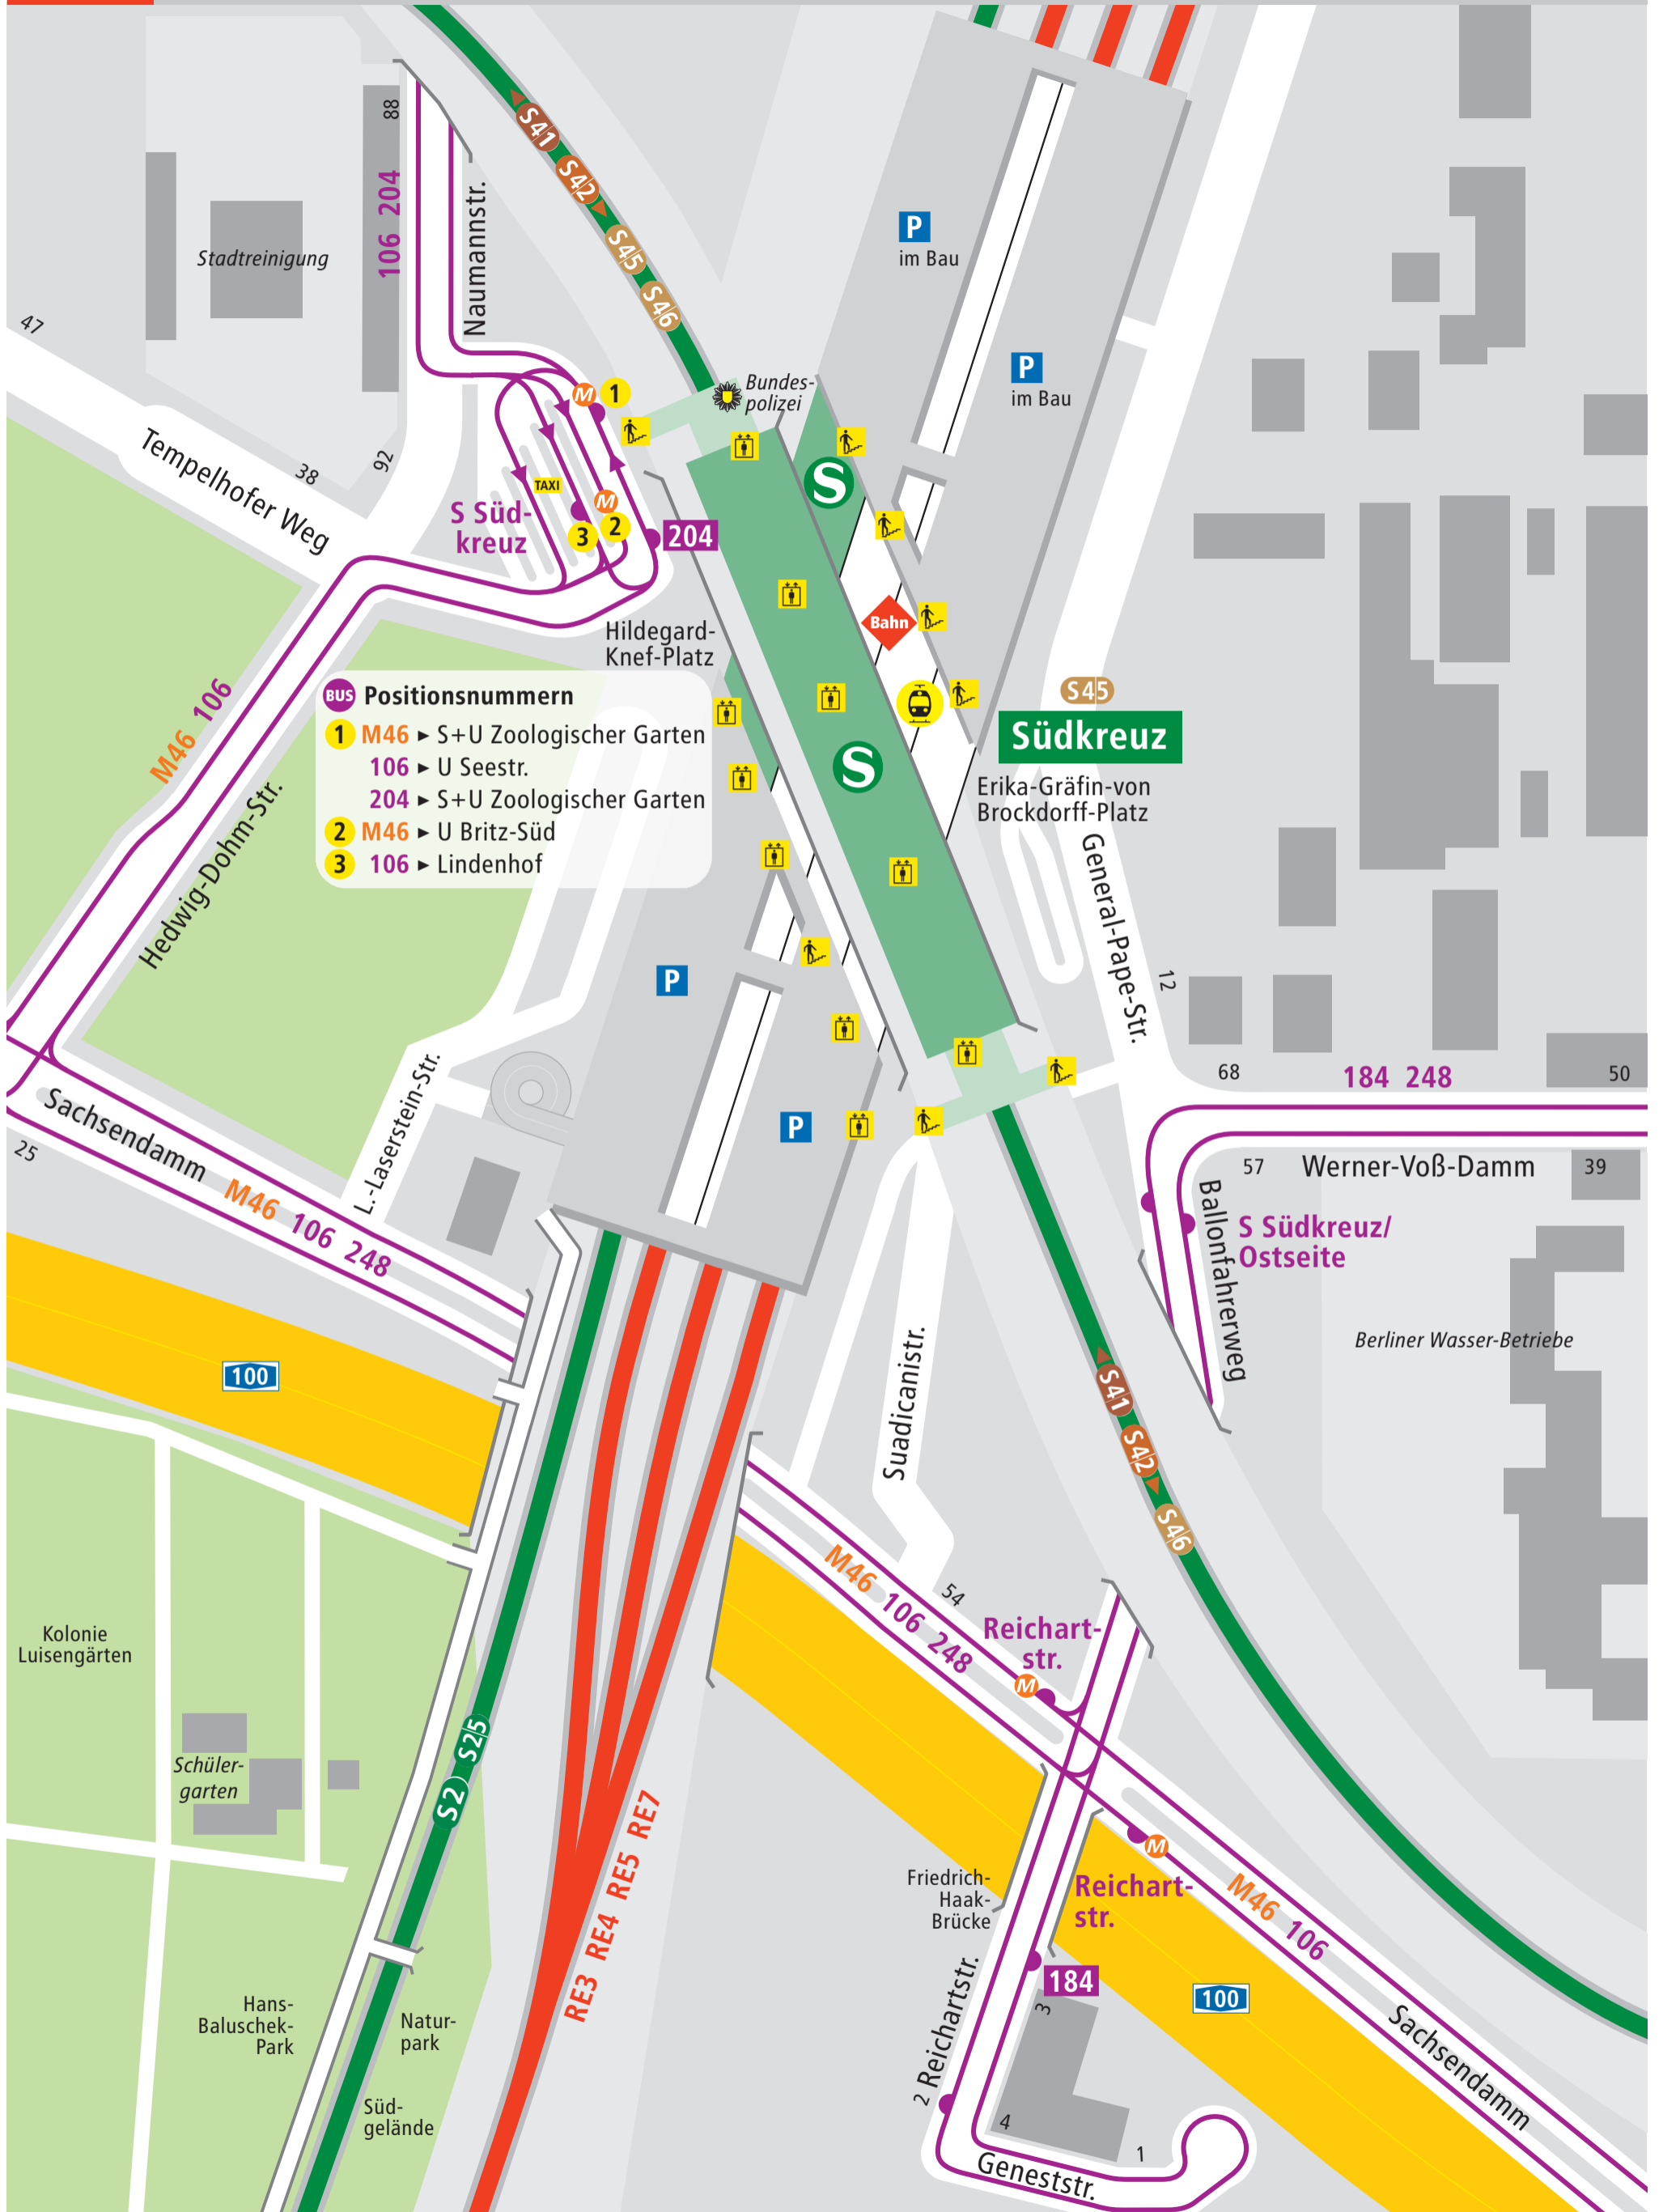 88
106 204
Naumannstr.
Stadtreinigung
47
S41
S42
S45
S46
P
im Bau
P
im Bau
Bundes-
polizei
M 1
Tempelhofer Weg
38
92
TAXI
S Süd-
kreuz
M
2
3
204
S
Bahn
Hildegard-
Knef-Platz
M46 106
Hedwig-Dohm-Str.
BUS Positionsnummern
1 M46 ► S+U Zoologischer Garten
106 ► U Seestr.
204 ► S+U Zoologischer Garten
2 M46 ► U Britz-Süd
3 106 ► Lindenhof
S45
Südkreuz
S
Erika-Gräfin-von
Brockdorff-Platz
General-Pape-Str.
12
P
P
68
184 248
50
57
Werner-Voß-Damm
39
Sachsendamm
25
M46 106 248
L.-Laserstein-Str.
Ballonfahrerweg
S Südkreuz/
Ostseite
Berliner Wasser-Betriebe
100
Suadicanistr.
S41
S42
S46
M46 106 248
54
Reichart-
str.
M
Kolonie
Luisengärten
Schüler-
garten
S25
S2
RE3 RE4 RE5 RE7
M
Friedrich-
Haak-
Brücke
Reichart-
str.
M46 106
184
100
Sachsendamm
Hans-
Baluschek-
Park
Natur-
park
Süd-
gelände
2 Reichartstr.
3
4
1
Geneststr.